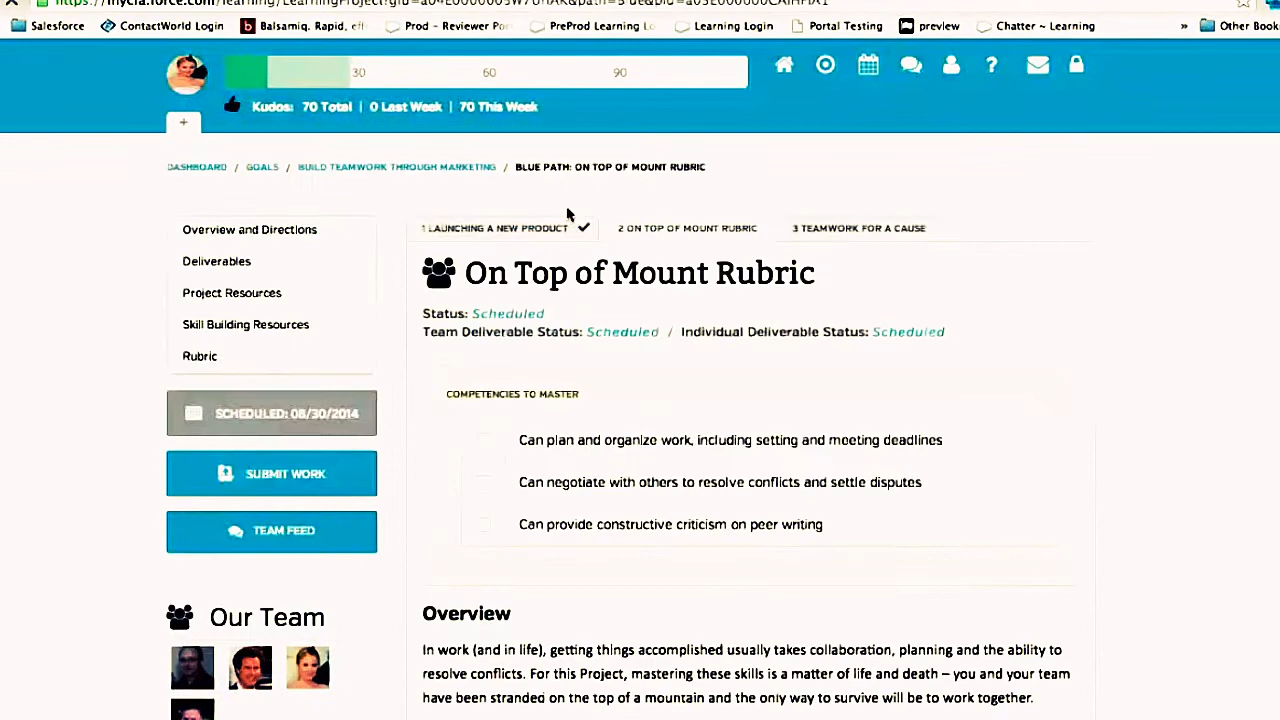 Salesforce ContactWorld Login Balsamiq. Rapid, eff Prod - Reviewer Po PreProd Learning Lo Learning Login Portal Testing preview Chatter ~ Learning » Other Book
30 60 90
Kudos: 70 Total | 0 Last Week | 70 This Week
+
DASHBOARD / GOALS / BUILD TEAMWORK THROUGH MARKETING / BLUE PATH: ON TOP OF MOUNT RUBRIC
1 LAUNCHING A NEW PRODUCT 2 ON TOP OF MOUNT RUBRIC 3 TEAMWORK FOR A CAUSE
Overview and Directions
Deliverables
Project Resources
Skill Building Resources
Rubric
SCHEDULED: 08/30/2014
SUBMIT WORK
TEAM FEED
Our Team
On Top of Mount Rubric
Status: Scheduled
Team Deliverable Status: Scheduled / Individual Deliverable Status: Scheduled
COMPETENCIES TO MASTER
Can plan and organize work, including setting and meeting deadlines
Can negotiate with others to resolve conflicts and settle disputes
Can provide constructive criticism on peer writing
Overview
In work (and in life), getting things accomplished usually takes collaboration, planning and the ability to
resolve conflicts. For this Project, mastering these skills is a matter of life and death – you and your team
have been stranded on the top of a mountain and the only way to survive will be to work together.